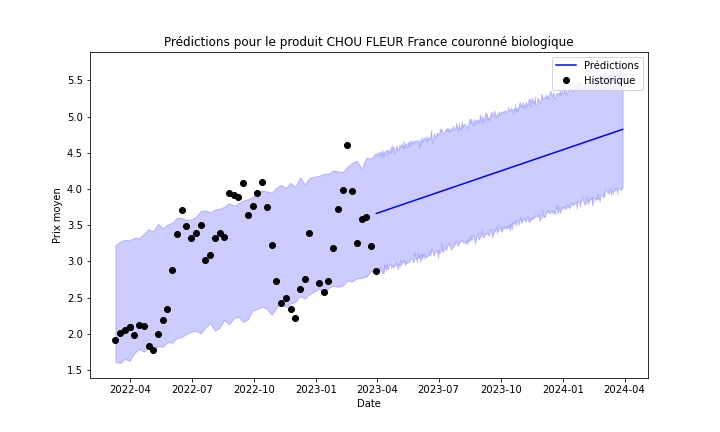 Prédictions pour le produit CHOU FLEUR France couronné biologique
Prédictions
Historique
Prix moyen
5.5
5.0
4.5
4.0
3.5
3.0
2.5
2.0
1.5
2022-04 2022-07 2022-10 2023-01 2023-04 2023-07 2023-10 2024-01 2024-04
Date